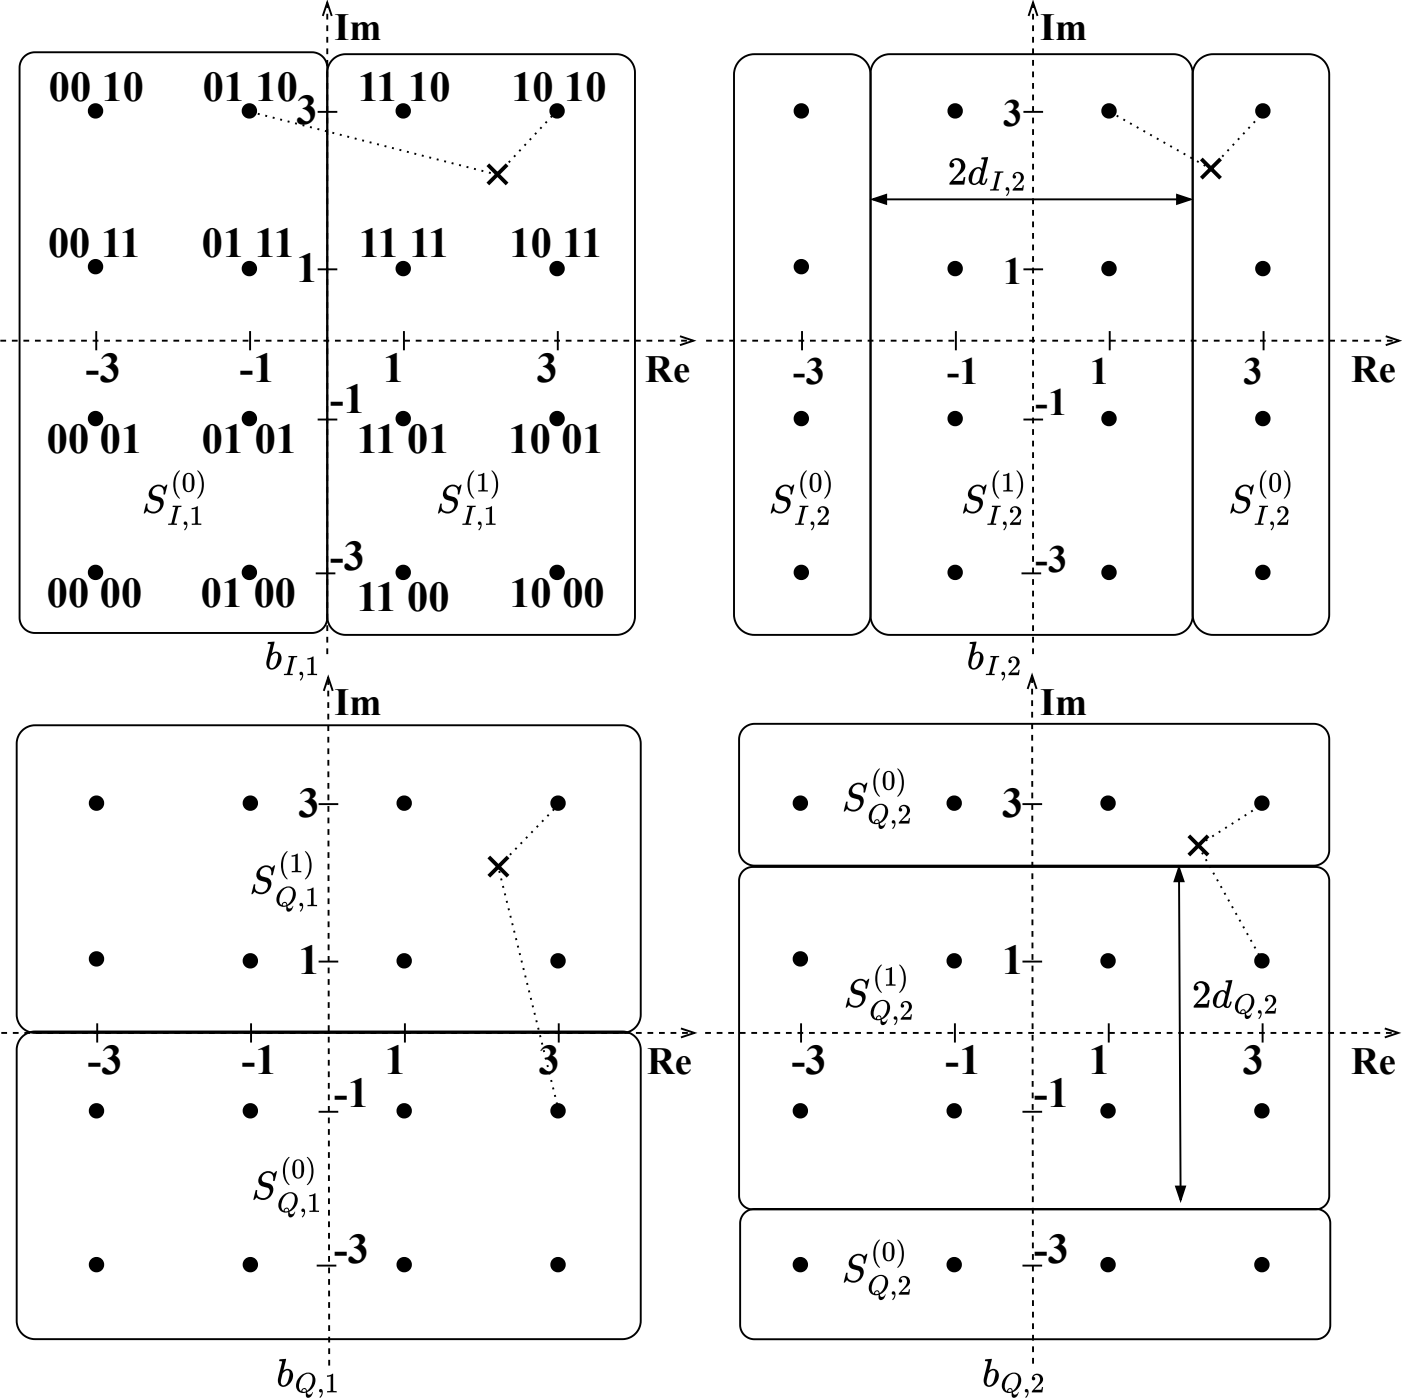 Im Im
00 10 01 10 11 10 10 10
3 3
2d_{I,2}
00 11 01 11 11 11 10 11
1 1
-3 -1 1 3 Re -3 -1 1 3 Re
-1 -1
00 01 01 01 11 01 10 01
S_{I,1}^{(0)} S_{I,1}^{(1)} S_{I,2}^{(0)} S_{I,2}^{(1)} S_{I,2}^{(0)}
-3 -3
00 00 01 00 11 00 10 00
b_{I,1} b_{I,2}
Im Im
3 S_{Q,2}^{(0)} 3
S_{Q,1}^{(1)}
1 1
S_{Q,2}^{(1)} 2d_{Q,2}
-3 -1 1 3 Re -3 -1 1 3 Re
-1 -1
S_{Q,1}^{(0)}
-3 S_{Q,2}^{(0)} -3
b_{Q,1} b_{Q,2}